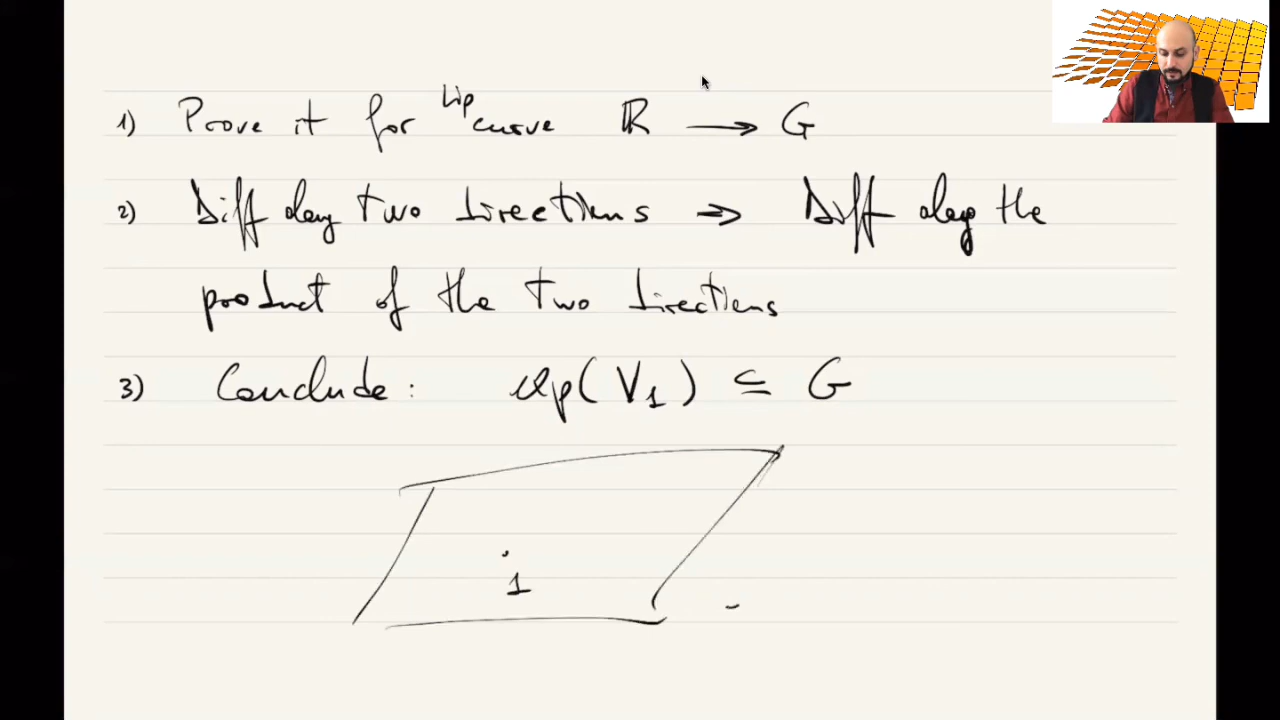 1) Prove it for Lip curve ℝ → G
2) Diff along two directions ⇒ Diff along the
product of the two directions
3) Conclude: exp(V₁) ⊆ G
1